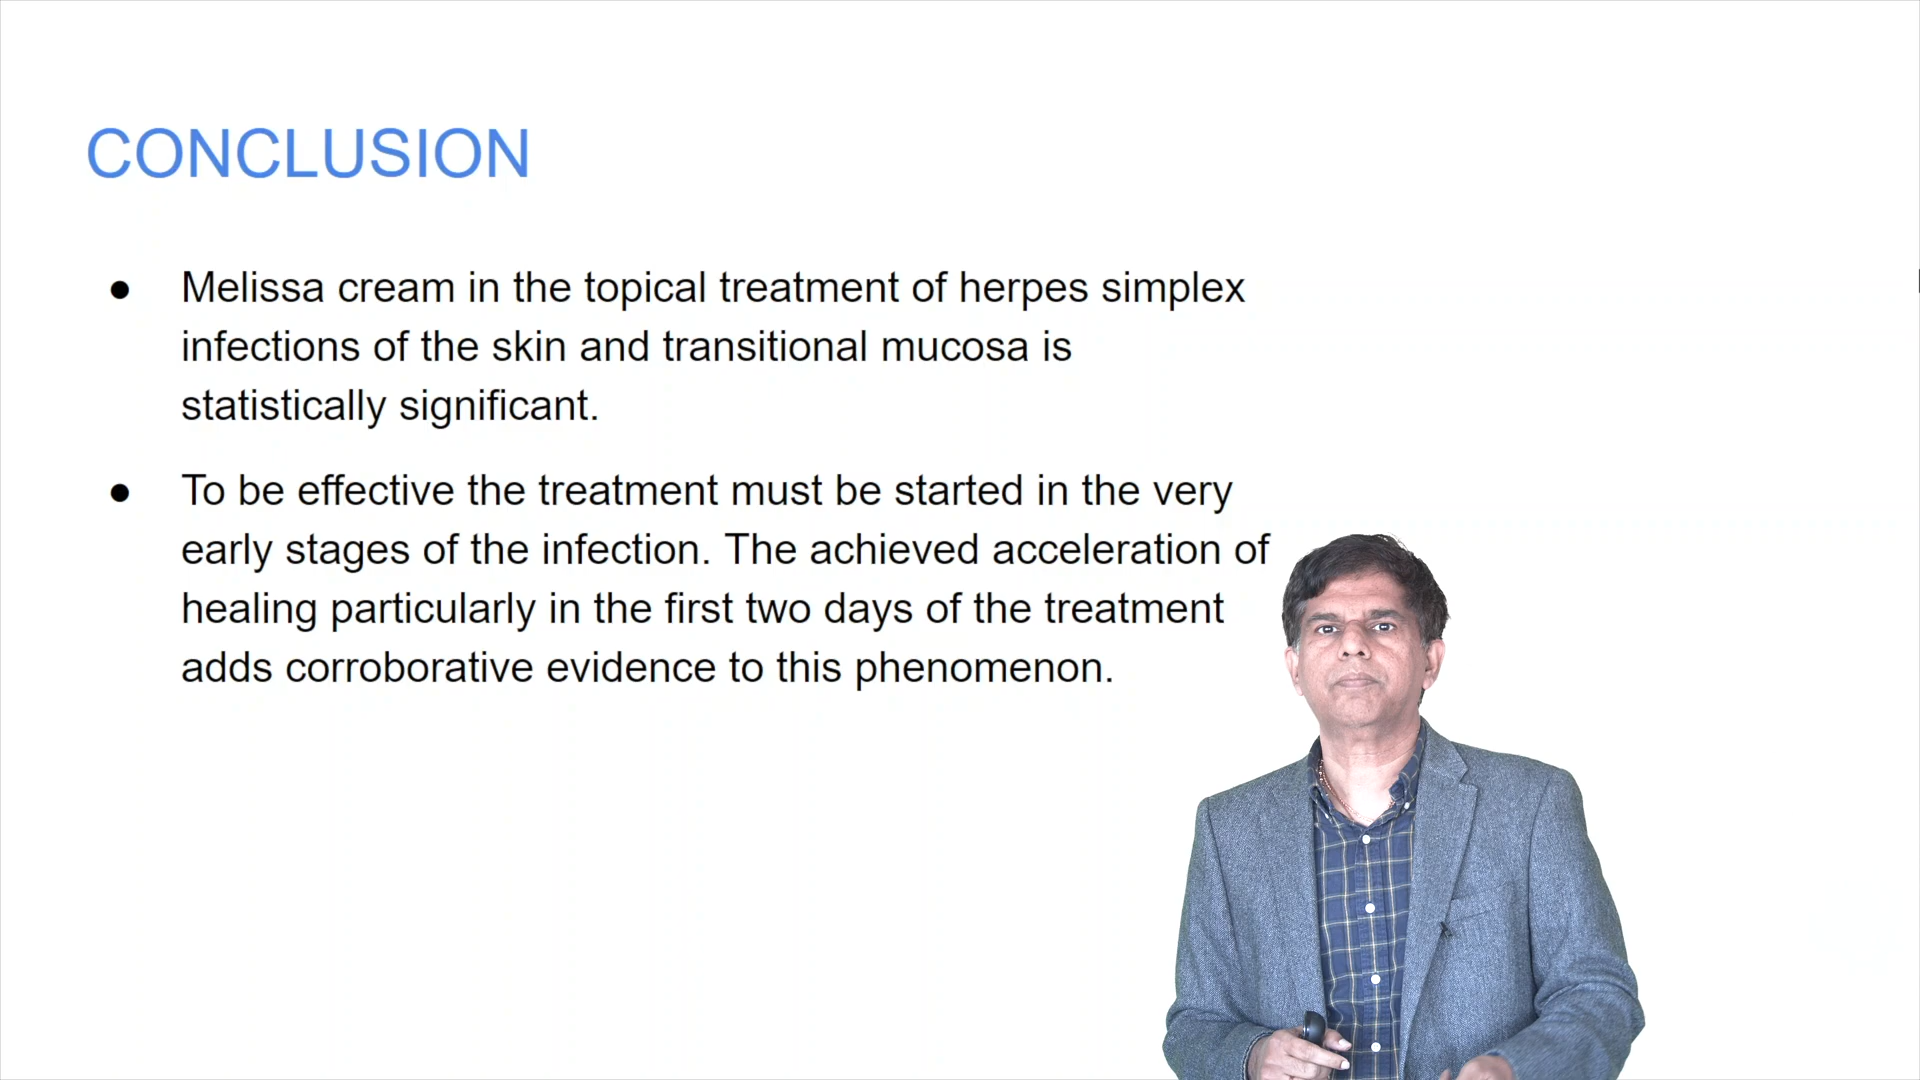 CONCLUSION
● Melissa cream in the topical treatment of herpes simplex
infections of the skin and transitional mucosa is
statistically significant.
● To be effective the treatment must be started in the very
early stages of the infection. The achieved acceleration of
healing particularly in the first two days of the treatment
adds corroborative evidence to this phenomenon.